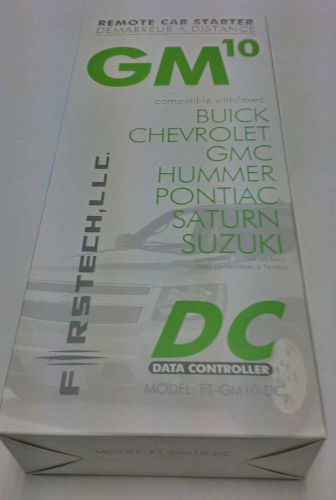 REMOTE CAR STARTER
DÉMARREUR À DISTANCE
GM10
compatible with/avec
BUICK
CHEVROLET
GMC
HUMMER
PONTIAC
SATURN
SUZUKI
FIRSTECH, LLC.
DC
DATA CONTROLLER
MODEL: FT-GM10-DC
MODEL: FT-GM10-DC